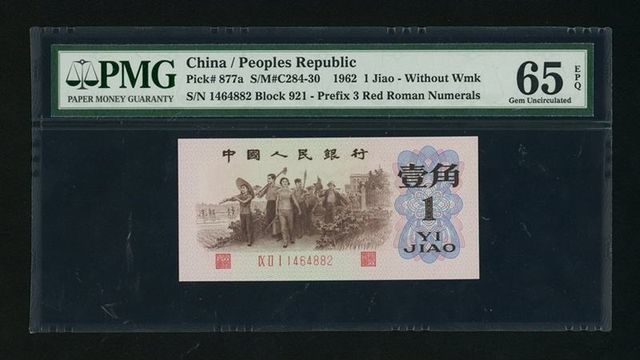 PMG
PAPER MONEY GUARANTY
China / Peoples Republic
Pick# 877a S/M#C284-30 1962 1 Jiao - Without Wmk
S/N 1464882 Block 921 - Prefix 3 Red Roman Numerals
65 EPQ
Gem Uncirculated
中國人民銀行
壹角
1
YI
JIAO
IX II I 1464882